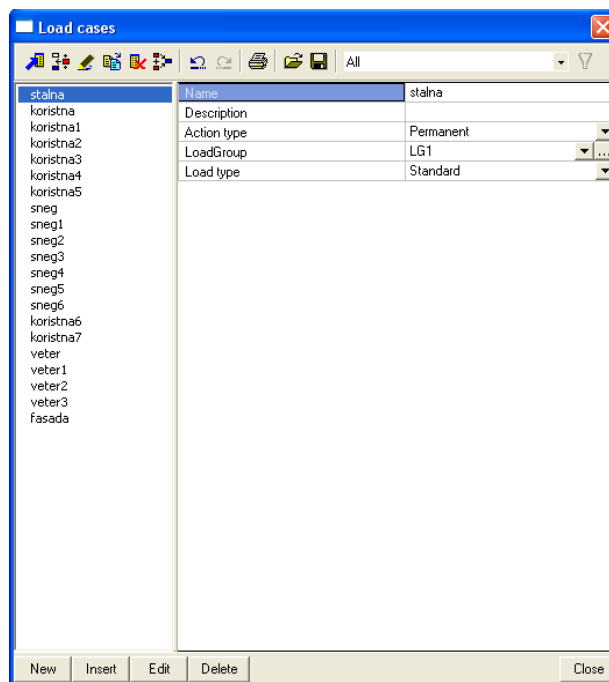 Load cases
All
stalna
koristna
koristna1
koristna2
koristna3
koristna4
koristna5
sneg
sneg1
sneg2
sneg3
sneg4
sneg5
sneg6
koristna6
koristna7
veter
veter1
veter2
veter3
fasada
Name stalna
Description
Action type Permanent
LoadGroup LG1 ...
Load type Standard
New Insert Edit Delete Close